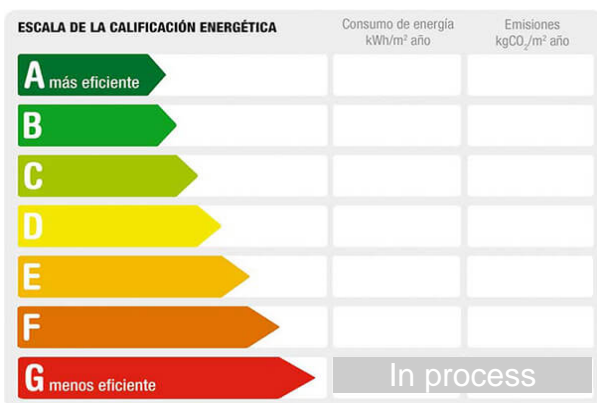 ESCALA DE LA CALIFICACIÓN ENERGÉTICA
Consumo de energía
kWh/m² año
Emisiones
kgCO₂/m² año
A más eficiente
B
C
D
E
F
G menos eficiente
In process